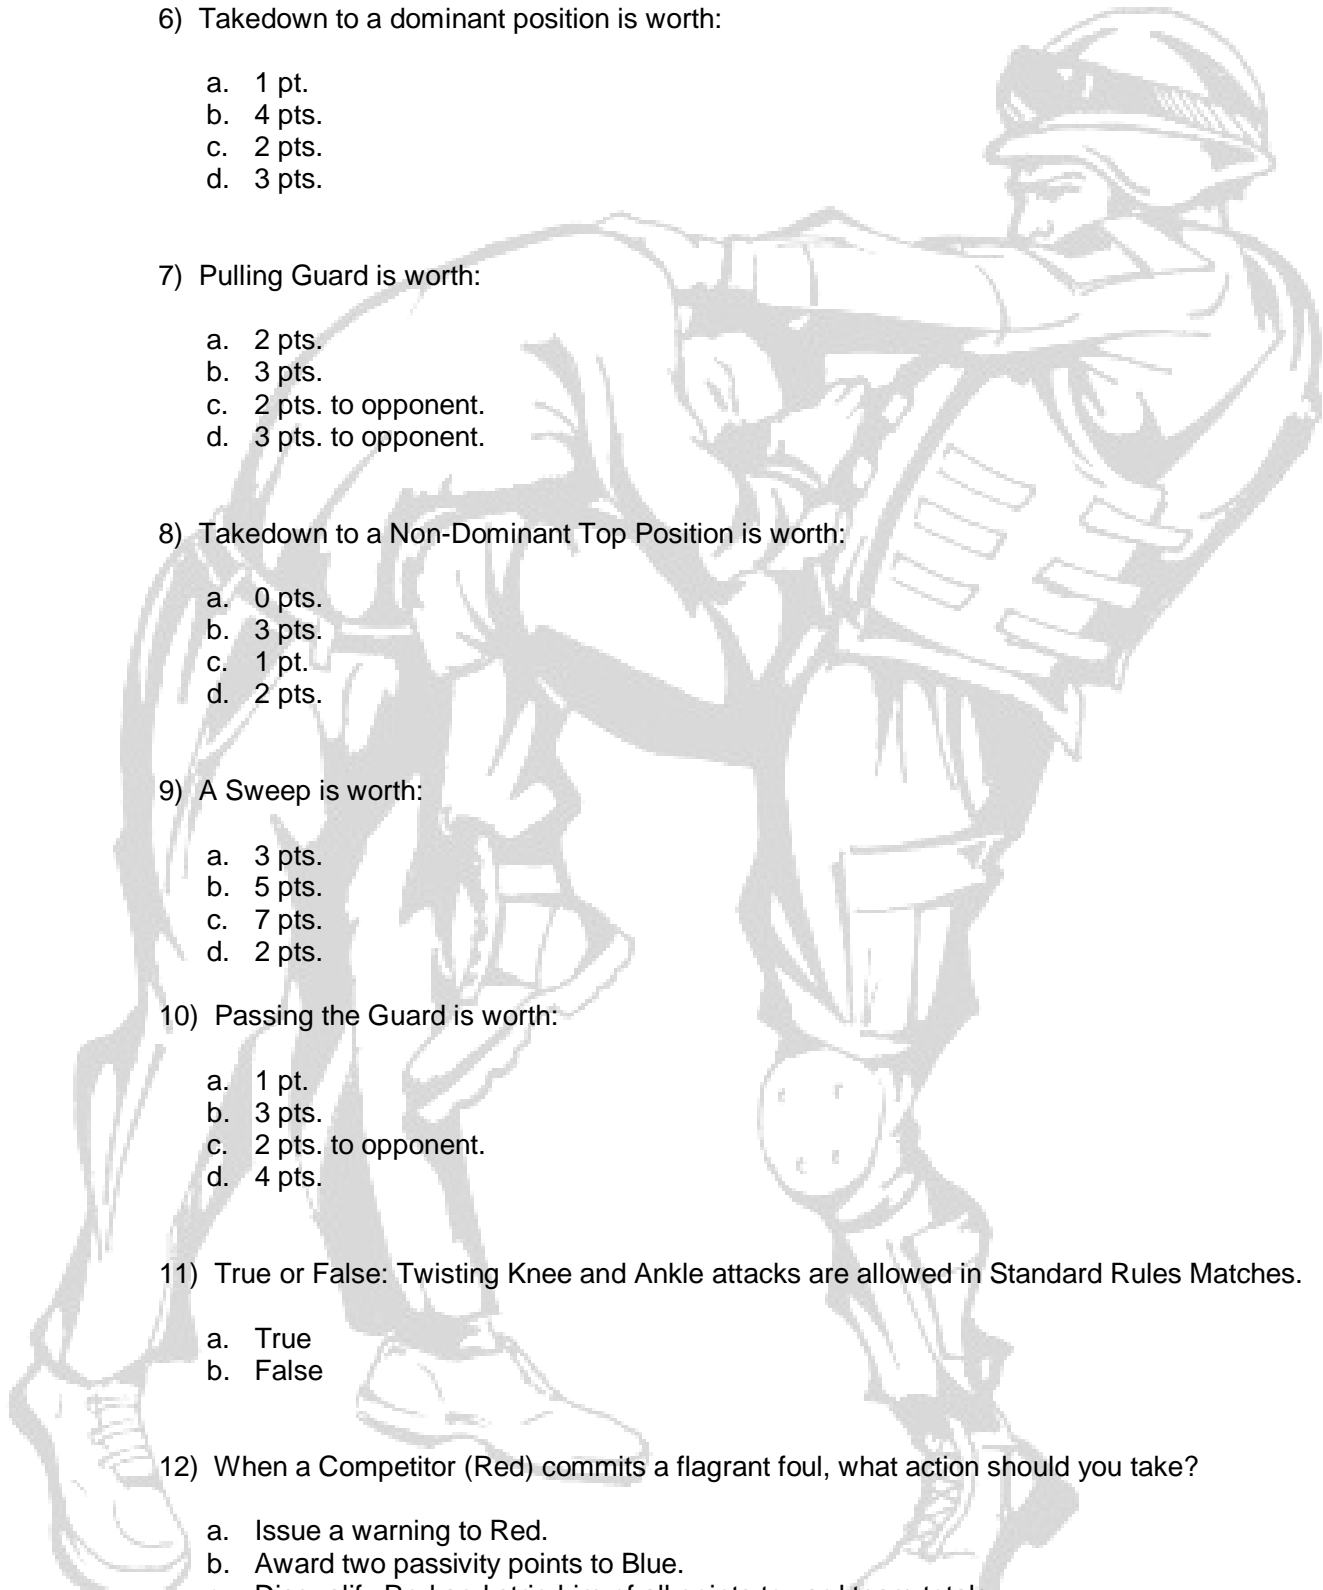 6) Takedown to a dominant position is worth:
a. 1 pt.
b. 4 pts.
c. 2 pts.
d. 3 pts.
7) Pulling Guard is worth:
a. 2 pts.
b. 3 pts.
c. 2 pts. to opponent.
d. 3 pts. to opponent.
8) Takedown to a Non-Dominant Top Position is worth:
a. 0 pts.
b. 3 pts.
c. 1 pt.
d. 2 pts.
9) A Sweep is worth:
a. 3 pts.
b. 5 pts.
c. 7 pts.
d. 2 pts.
10) Passing the Guard is worth:
a. 1 pt.
b. 3 pts.
c. 2 pts. to opponent.
d. 4 pts.
11) True or False: Twisting Knee and Ankle attacks are allowed in Standard Rules Matches.
a. True
b. False
12) When a Competitor (Red) commits a flagrant foul, what action should you take?
a. Issue a warning to Red.
b. Award two passivity points to Blue.